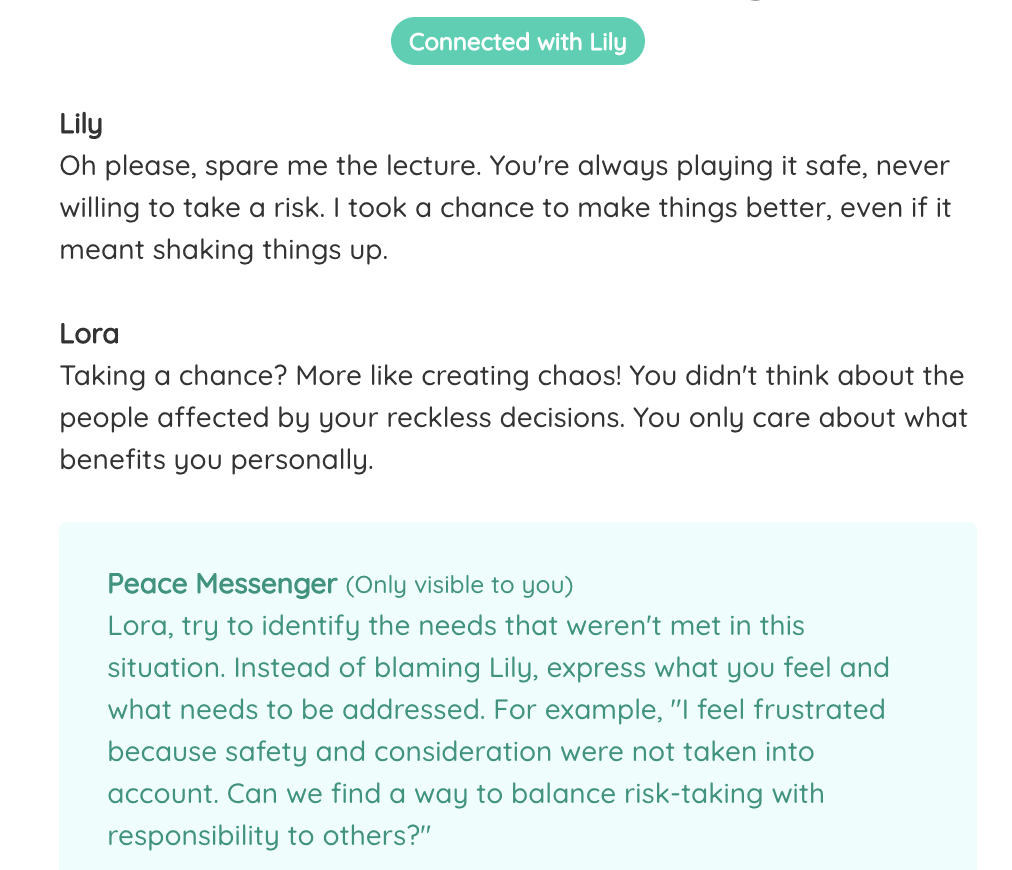 Connected with Lily
Lily
Oh please, spare me the lecture. You're always playing it safe, never
willing to take a risk. I took a chance to make things better, even if it
meant shaking things up.
Lora
Taking a chance? More like creating chaos! You didn't think about the
people affected by your reckless decisions. You only care about what
benefits you personally.
Peace Messenger (Only visible to you)
Lora, try to identify the needs that weren't met in this
situation. Instead of blaming Lily, express what you feel and
what needs to be addressed. For example, "I feel frustrated
because safety and consideration were not taken into
account. Can we find a way to balance risk-taking with
responsibility to others?"